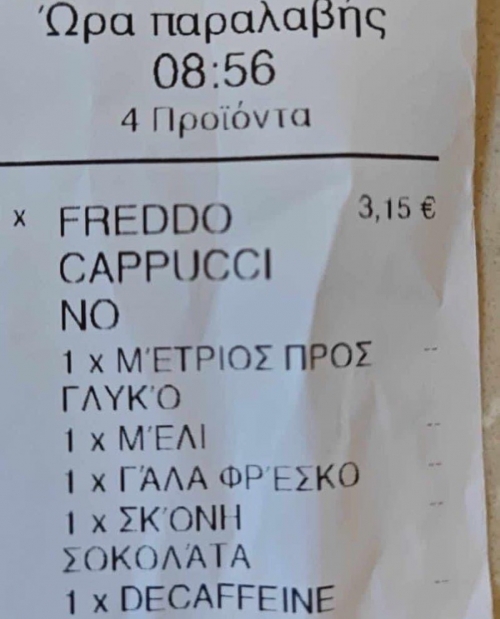 Ώρα παραλαβής
08:56
4 Προϊόντα
x FREDDO 3,15 €
CAPPUCCI
NO
1 x ΜΈΤΡΙΟΣ ΠΡΟΣ --
ΓΛΥΚΌ
1 x ΜΈΛΙ --
1 x ΓΆΛΑ ΦΡΈΣΚΟ --
1 x ΣΚΌΝΗ --
ΣΟΚΟΛΆΤΑ
1 x DECAFFEINE --